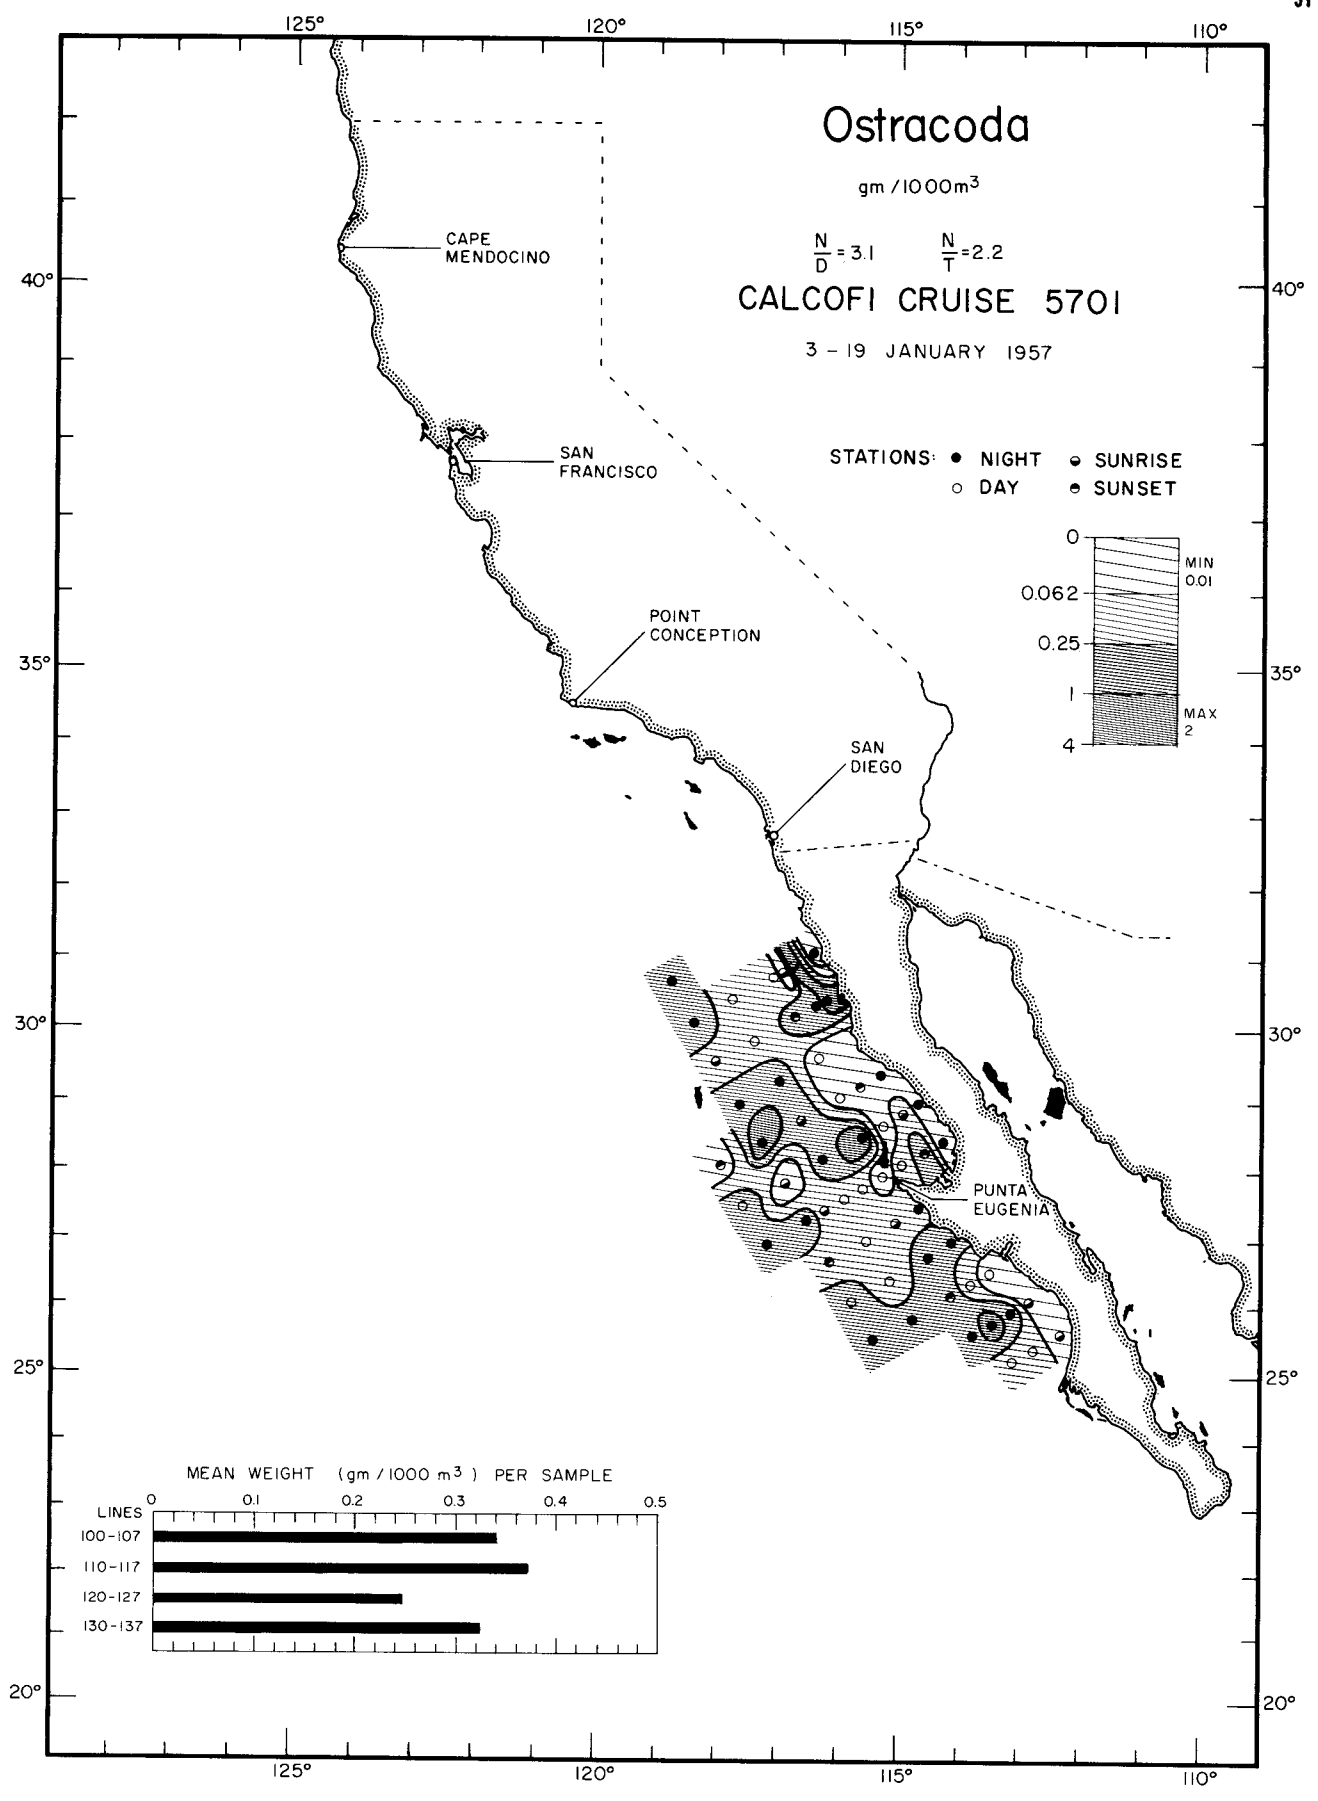 125° 120° 115° 110°
Ostracoda
gm/1000m³
N/D = 3.1 N/T = 2.2
CALCOFI CRUISE 5701
3 – 19 JANUARY 1957
CAPE
MENDOCINO
40° 40°
SAN
FRANCISCO
STATIONS: ● NIGHT ◒ SUNRISE
○ DAY ◓ SUNSET
0
MIN
0.01
0.062
0.25
1
MAX
2
4
POINT
CONCEPTION
35° 35°
SAN
DIEGO
30° 30°
PUNTA
EUGENIA
25° 25°
MEAN WEIGHT (gm/1000 m³) PER SAMPLE
0 0.1 0.2 0.3 0.4 0.5
LINES
100-107
110-117
120-127
130-137
20° 20°
125° 120° 115° 110°